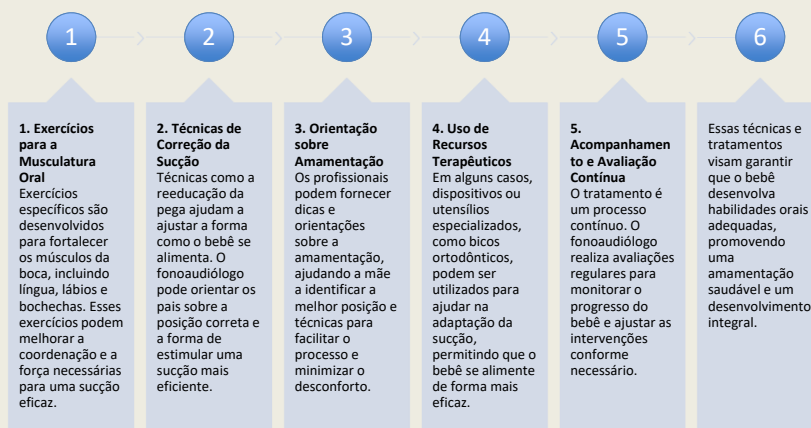 1
2
3
4
5
6
1. Exercícios
para a
Musculatura
Oral
Exercícios
específicos são
desenvolvidos
para fortalecer
os músculos da
boca, incluindo
língua, lábios e
bochechas. Esses
exercícios podem
melhorar a
coordenação e a
força necessárias
para uma sucção
eficaz.
2. Técnicas de
Correção da
Sucção
Técnicas como a
reeducação da
pega ajudam a
ajustar a forma
como o bebê se
alimenta. O
fonoaudiólogo
pode orientar os
pais sobre a
posição correta e
a forma de
estimular uma
sucção mais
eficiente.
3. Orientação
sobre
Amamentação
Os profissionais
podem fornecer
dicas e
orientações
sobre a
amamentação,
ajudando a mãe
a identificar a
melhor posição e
técnicas para
facilitar o
processo e
minimizar o
desconforto.
4. Uso de
Recursos
Terapêuticos
Em alguns casos,
dispositivos ou
utensílios
especializados,
como bicos
ortodônticos,
podem ser
utilizados para
ajudar na
adaptação da
sucção,
permitindo que o
bebê se alimente
de forma mais
eficaz.
5.
Acompanhamen
to e Avaliação
Contínua
O tratamento é
um processo
contínuo. O
fonoaudiólogo
realiza avaliações
regulares para
monitorar o
progresso do
bebê e ajustar as
intervenções
conforme
necessário.
Essas técnicas e
tratamentos
visam garantir
que o bebê
desenvolva
habilidades orais
adequadas,
promovendo
uma
amamentação
saudável e um
desenvolvimento
integral.